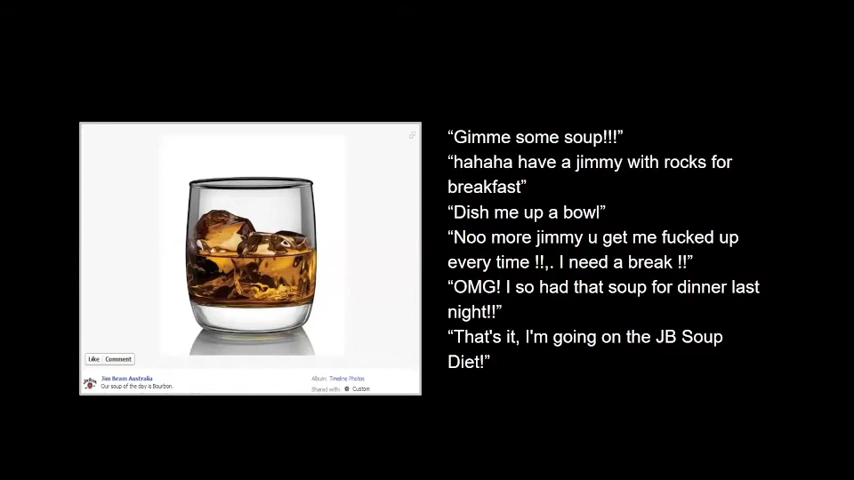 “Gimme some soup!!!”
“hahaha have a jimmy with rocks for
breakfast”
“Dish me up a bowl”
“Noo more jimmy u get me fucked up
every time !!,. I need a break !!”
“OMG! I so had that soup for dinner last
night!!”
“That's it, I'm going on the JB Soup
Diet!”
Like Comment
Jim Beam Australia
Our soup of the day is Bourbon.
Album: Timeline Photos
Shared with: Custom